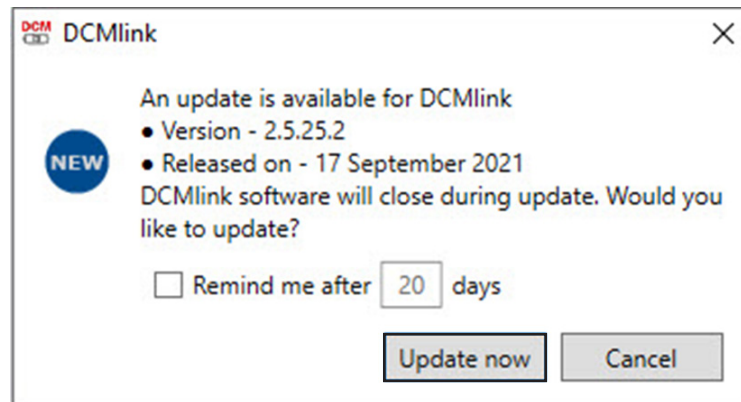 DCM DCMlink
An update is available for DCMlink
● Version - 2.5.25.2
NEW
● Released on - 17 September 2021
DCMlink software will close during update. Would you
like to update?
Remind me after 20 days
Update now Cancel